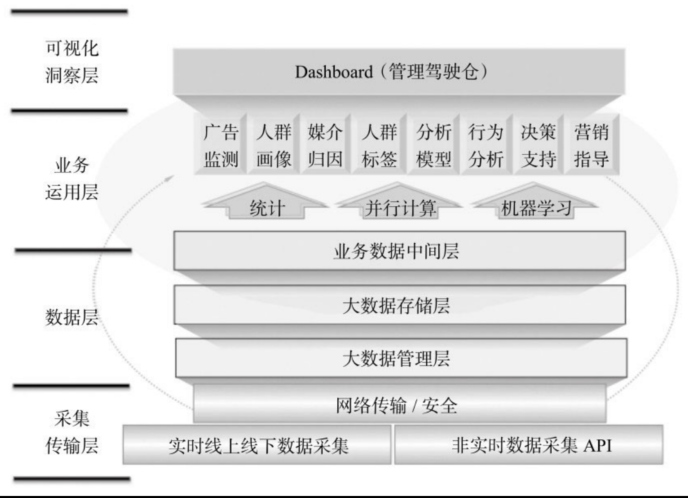 可视化
洞察层
Dashboard（管理驾驶仓）
广告
监测
人群
画像
媒介
归因
人群
标签
分析
模型
行为
分析
决策
支持
营销
指导
业务
运用层
统计
并行计算
机器学习
业务数据中间层
数据层
大数据存储层
大数据管理层
采集
传输层
网络传输 / 安全
实时线上线下数据采集
非实时数据采集 API